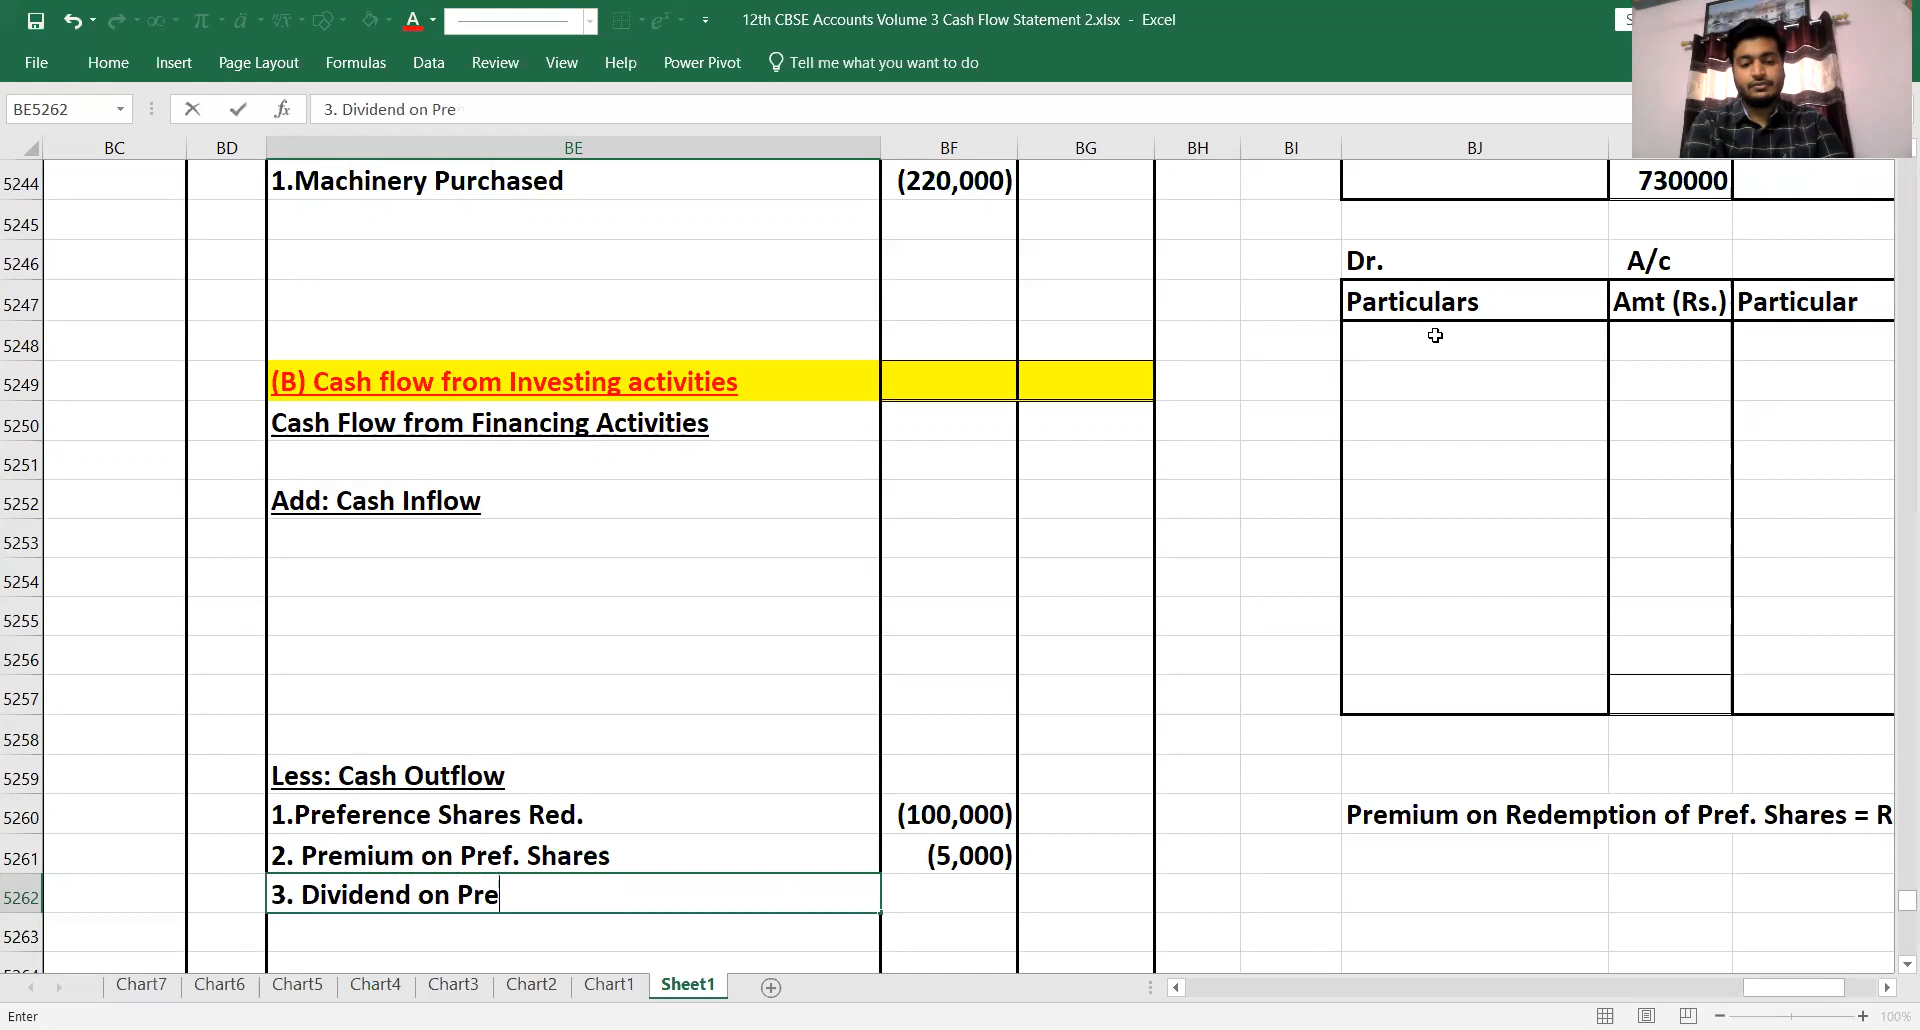 12th CBSE Accounts Volume 3 Cash Flow Statement 2.xlsx - Excel
File Home Insert Page Layout Formulas Data Review View Help Power Pivot Tell me what you want to do
BE5262 fx 3. Dividend on Pre
BC BD BE BF BG BH BI BJ
5244 1.Machinery Purchased (220,000) 730000
5245
5246 Dr. A/c
5247 Particulars Amt (Rs.) Particular
5248
5249 (B) Cash flow from Investing activities
5250 Cash Flow from Financing Activities
5251
5252 Add: Cash Inflow
5253
5254
5255
5256
5257
5258
5259 Less: Cash Outflow
5260 1.Preference Shares Red. (100,000) Premium on Redemption of Pref. Shares = R
5261 2. Premium on Pref. Shares (5,000)
5262 3. Dividend on Pre
5263
Chart7 Chart6 Chart5 Chart4 Chart3 Chart2 Chart1 Sheet1
Enter 100%